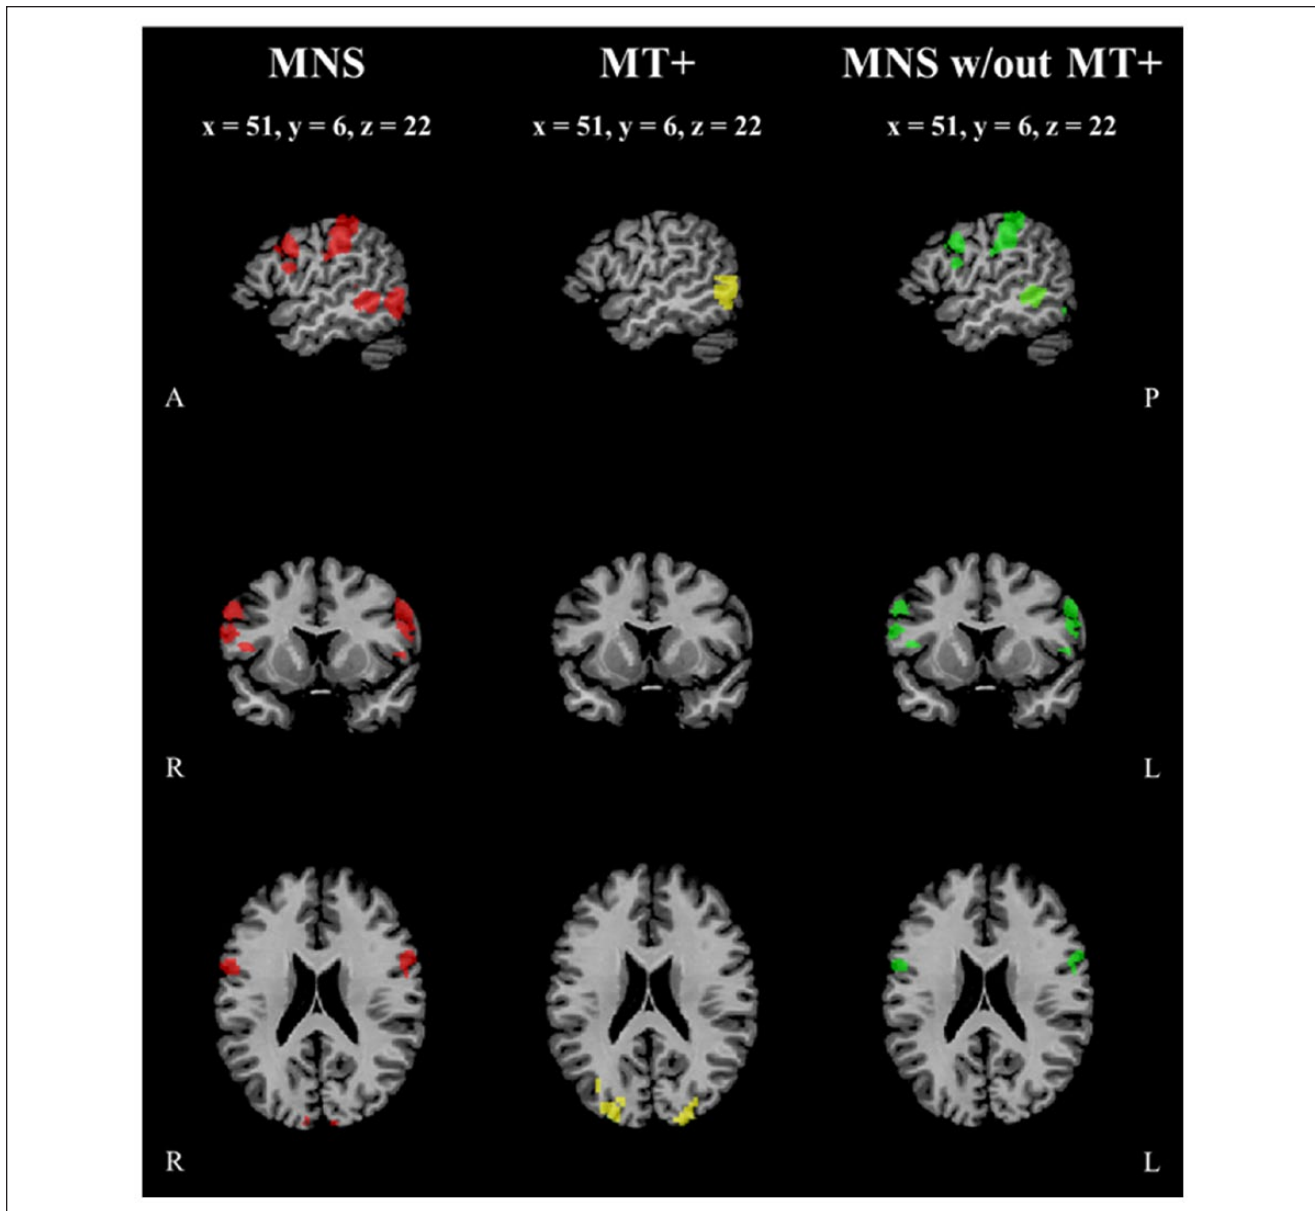 MNS MT+ MNS w/out MT+
x = 51, y = 6, z = 22 x = 51, y = 6, z = 22 x = 51, y = 6, z = 22
A P
R L
R L